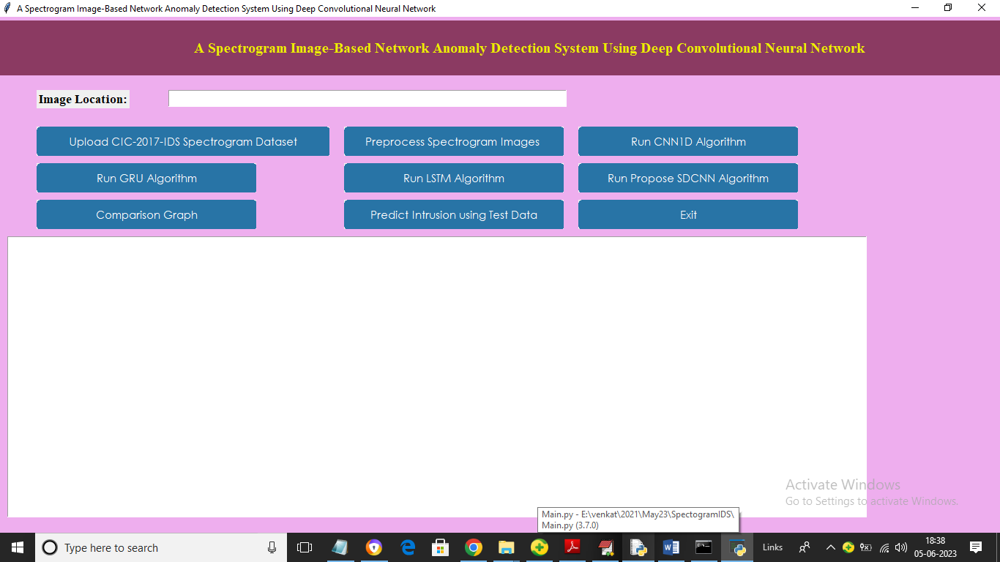 A Spectrogram Image-Based Network Anomaly Detection System Using Deep Convolutional Neural Network
A Spectrogram Image-Based Network Anomaly Detection System Using Deep Convolutional Neural Network
Image Location:
Upload CIC-2017-IDS Spectrogram Dataset
Preprocess Spectrogram Images
Run CNN1D Algorithm
Run GRU Algorithm
Run LSTM Algorithm
Run Propose SDCNN Algorithm
Comparison Graph
Predict Intrusion using Test Data
Exit
Activate Windows
Go to Settings to activate Windows.
Main.py - E:\venkat\2021\May23\SpectogramIDS\
Main.py (3.7.0)
Type here to search
Links
18:38
05-06-2023